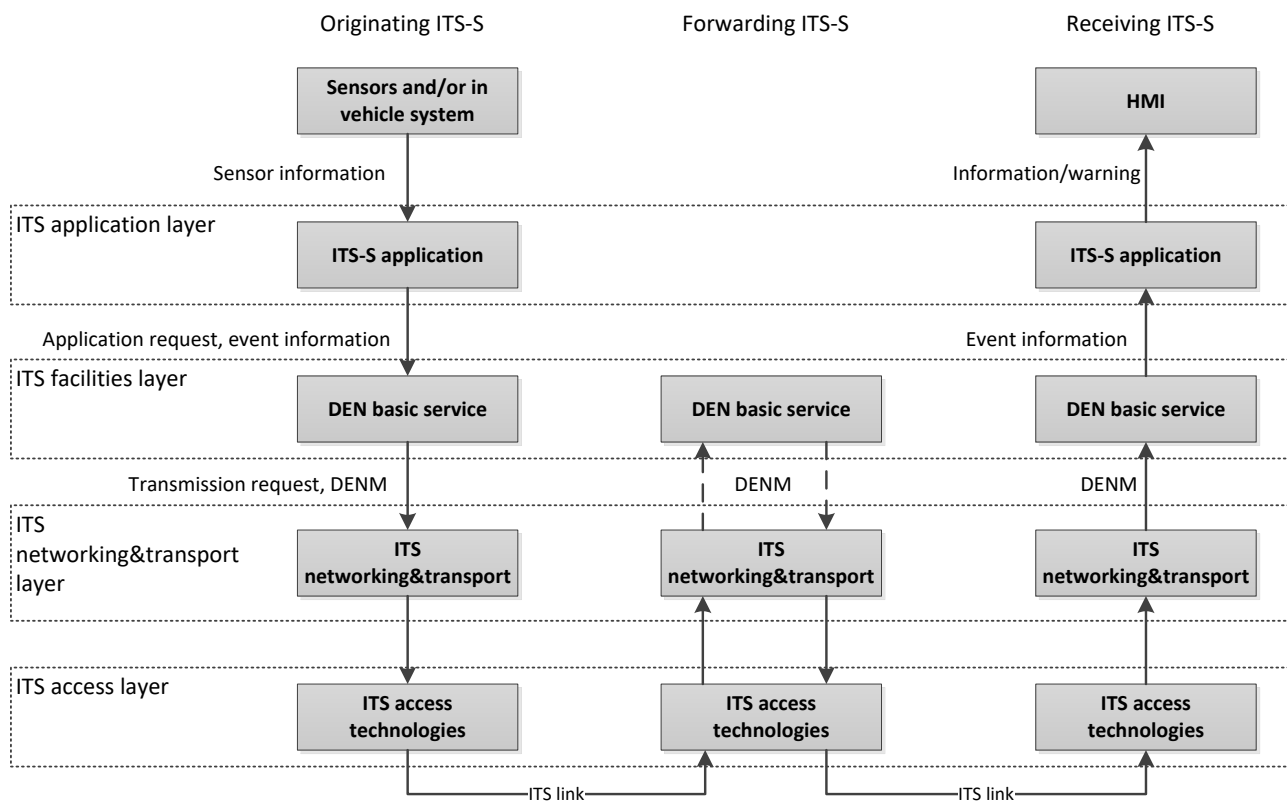 Originating ITS-S
Forwarding ITS-S
Receiving ITS-S
Sensors and/or in
vehicle system
HMI
Sensor information
Information/warning
ITS application layer
ITS-S application
ITS-S application
Application request, event information
Event information
ITS facilities layer
DEN basic service
DEN basic service
DEN basic service
Transmission request, DENM
DENM
DENM
ITS
networking&transport
layer
ITS
networking&transport
ITS
networking&transport
ITS
networking&transport
ITS access layer
ITS access
technologies
ITS access
technologies
ITS access
technologies
ITS link
ITS link